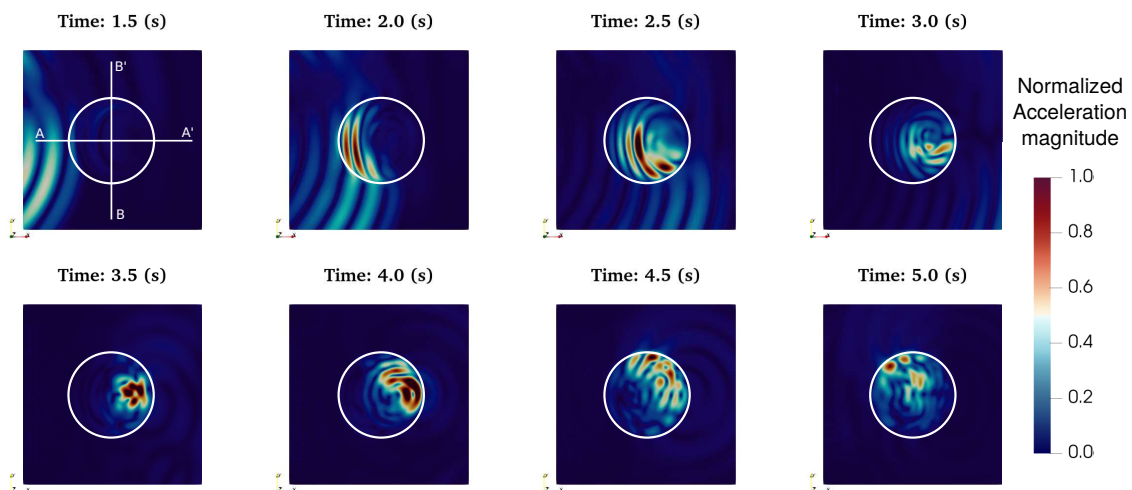 Time: 1.5 (s)
Time: 2.0 (s)
Time: 2.5 (s)
Time: 3.0 (s)
B'
A
A'
B
Normalized
Acceleration
magnitude
1.0
0.8
0.6
0.4
0.2
0.0
Time: 3.5 (s)
Time: 4.0 (s)
Time: 4.5 (s)
Time: 5.0 (s)